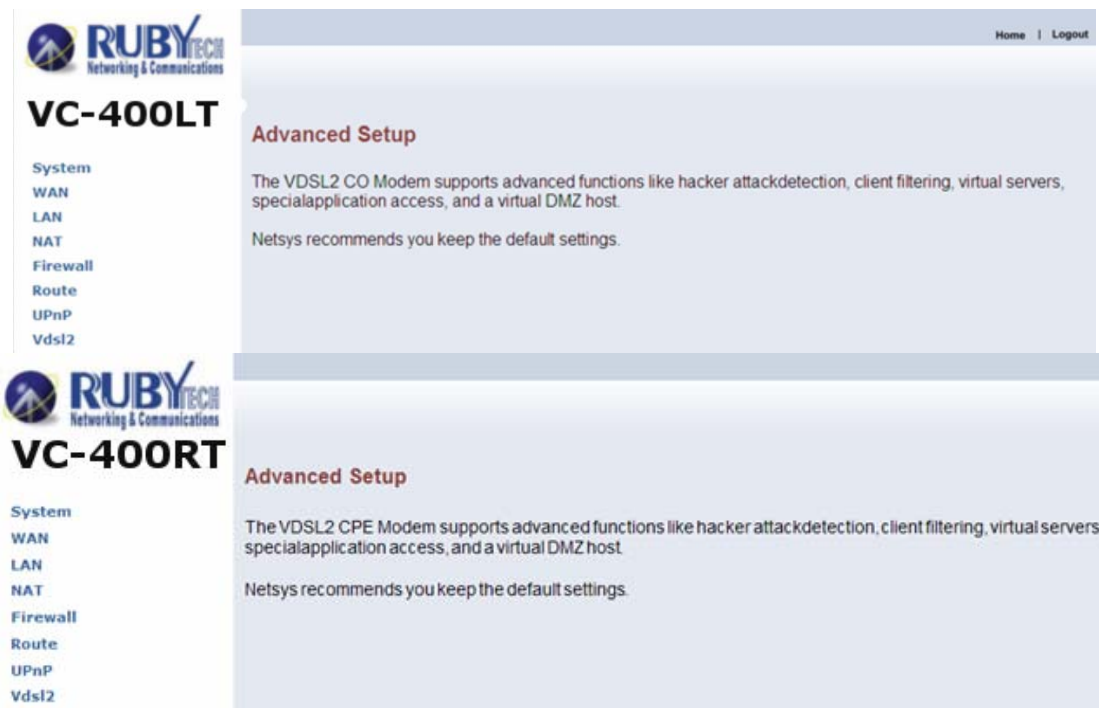 RUBYTECH
Networking & Communications
Home | Logout
VC-400LT
System
WAN
LAN
NAT
Firewall
Route
UPnP
Vdsl2
Advanced Setup
The VDSL2 CO Modem supports advanced functions like hacker attackdetection, client filtering, virtual servers,
specialapplication access, and a virtual DMZ host.
Netsys recommends you keep the default settings.
RUBYTECH
Networking & Communications
VC-400RT
System
WAN
LAN
NAT
Firewall
Route
UPnP
Vdsl2
Advanced Setup
The VDSL2 CPE Modem supports advanced functions like hacker attackdetection, client filtering, virtual servers
specialapplication access, and a virtual DMZ host.
Netsys recommends you keep the default settings.